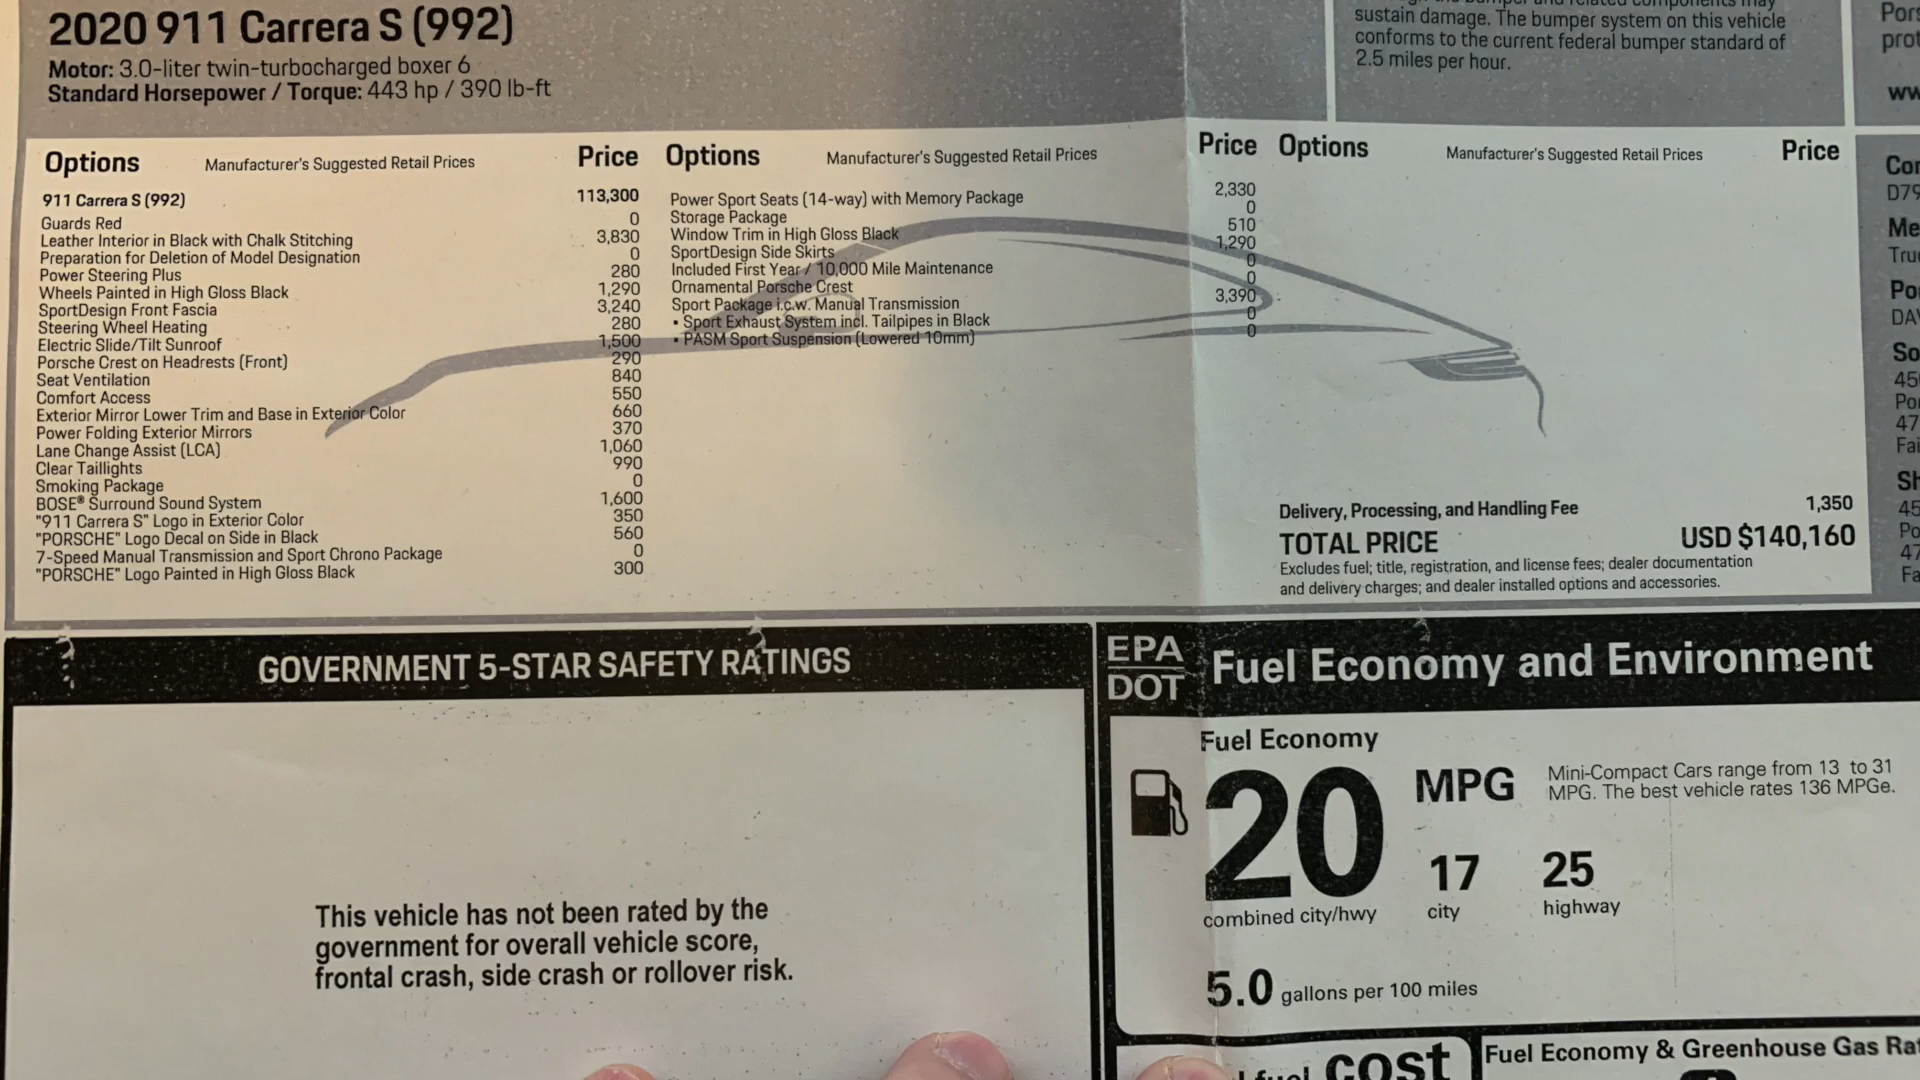 2020 911 Carrera S (992)
Motor: 3.0-liter twin-turbocharged boxer 6
Standard Horsepower / Torque: 443 hp / 390 lb-ft
sustain damage. The bumper system on this vehicle
conforms to the current federal bumper standard of
2.5 miles per hour.
Options Manufacturer's Suggested Retail Prices Price
911 Carrera S (992) 113,300
Guards Red 0
Leather Interior in Black with Chalk Stitching 3,830
Preparation for Deletion of Model Designation 0
Power Steering Plus 280
Wheels Painted in High Gloss Black 1,290
SportDesign Front Fascia 3,240
Steering Wheel Heating 280
Electric Slide/Tilt Sunroof 1,500
Porsche Crest on Headrests (Front) 290
Seat Ventilation 840
Comfort Access 550
Exterior Mirror Lower Trim and Base in Exterior Color 660
Power Folding Exterior Mirrors 370
Lane Change Assist (LCA) 1,060
Clear Taillights 990
Smoking Package 0
BOSE® Surround Sound System 1,600
"911 Carrera S" Logo in Exterior Color 350
"PORSCHE" Logo Decal on Side in Black 560
7-Speed Manual Transmission and Sport Chrono Package 0
"PORSCHE" Logo Painted in High Gloss Black 300
Options Manufacturer's Suggested Retail Prices Price
Power Sport Seats (14-way) with Memory Package 2,330
Storage Package 0
Window Trim in High Gloss Black 510
SportDesign Side Skirts 1,290
Included First Year / 10,000 Mile Maintenance 0
Ornamental Porsche Crest 0
Sport Package i.c.w. Manual Transmission 3,390
• Sport Exhaust System incl. Tailpipes in Black 0
• PASM Sport Suspension (Lowered 10mm) 0
Options Manufacturer's Suggested Retail Prices Price
Delivery, Processing, and Handling Fee 1,350
TOTAL PRICE USD $140,160
Excludes fuel; title, registration, and license fees; dealer documentation
and delivery charges; and dealer installed options and accessories.
GOVERNMENT 5-STAR SAFETY RATINGS
This vehicle has not been rated by the
government for overall vehicle score,
frontal crash, side crash or rollover risk.
EPA
DOT
Fuel Economy and Environment
Fuel Economy
20 MPG
combined city/hwy
17
city
25
highway
Mini-Compact Cars range from 13 to 31
MPG. The best vehicle rates 136 MPGe.
5.0 gallons per 100 miles
fuel cost
Fuel Economy & Greenhouse Gas